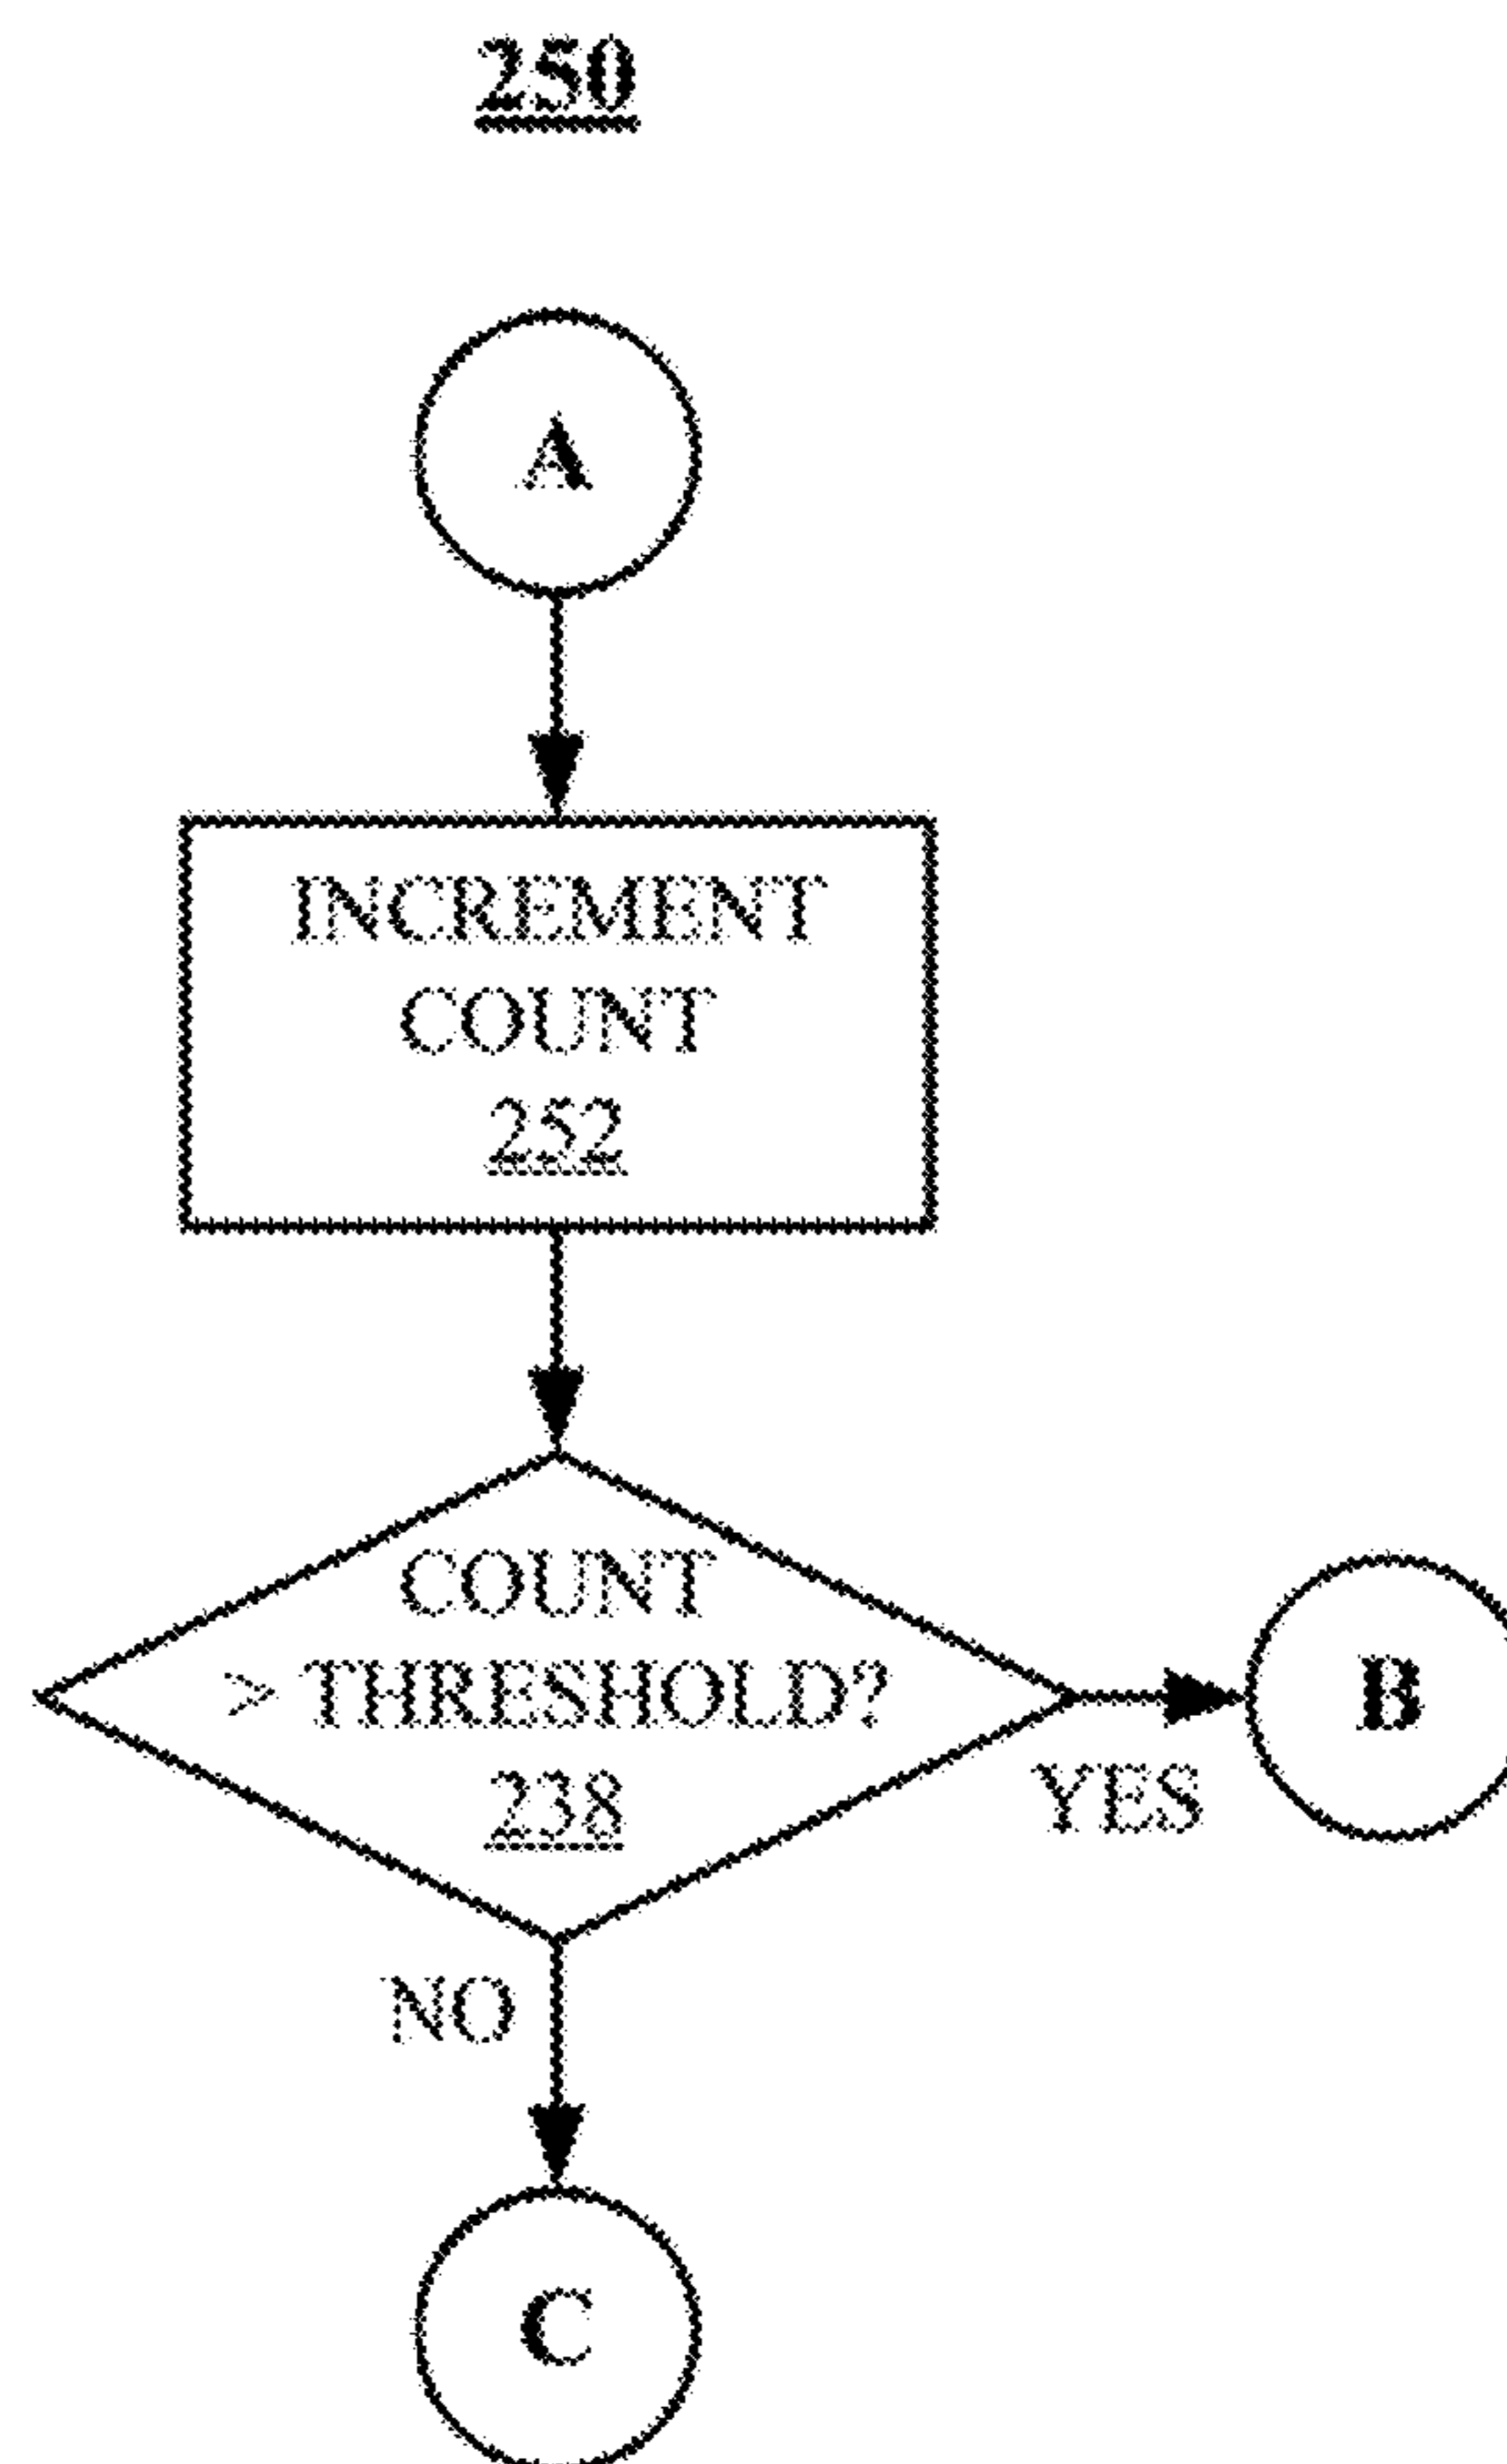 250
A
INCREMENT
COUNT
252
COUNT
> THRESHOLD?
238
B
YES
NO
C